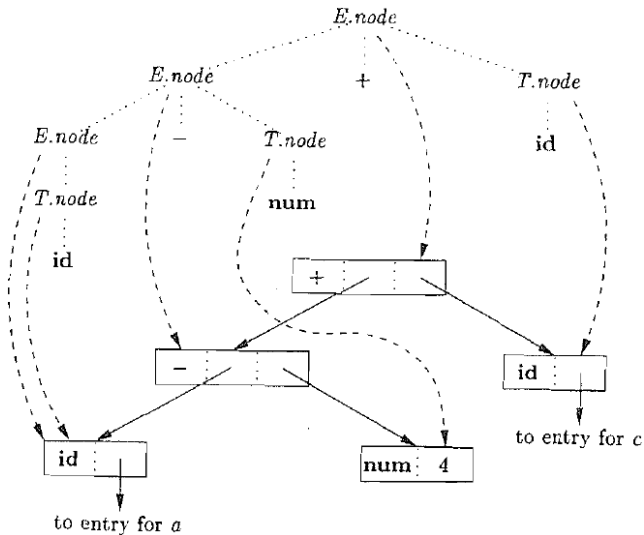 E.node
E.node + T.node
E.node − T.node id
T.node num
id
+
− id
to entry for c
id num 4
to entry for a